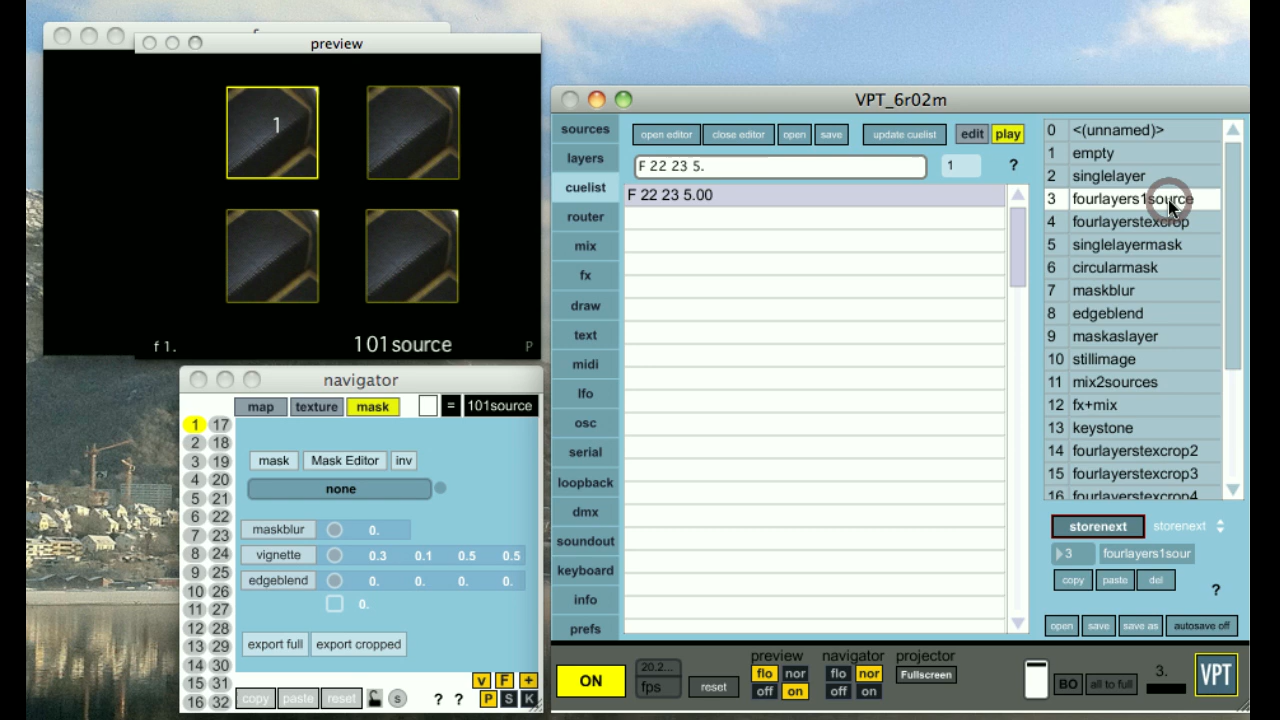 preview
1
f 1.
101source
P
navigator
map texture mask = 101source
1 17
2 18
3 19
4 20
5 21
6 22
7 23
8 24
9 25
10 26
11 27
12 28
13 29
14 30
15 31
16 32
mask Mask Editor inv
none
maskblur 0.
vignette 0.3 0.1 0.5 0.5
edgeblend 0. 0. 0. 0.
0.
export full export cropped
copy paste reset s ? ?
v F +
P S K
VPT_6r02m
sources
layers
cuelist
router
mix
fx
draw
text
midi
lfo
osc
serial
loopback
dmx
soundout
keyboard
info
prefs
open editor close editor open save update cuelist edit play
F 22 23 5. 1 ?
F 22 23 5.00
0 <(unnamed)>
1 empty
2 singlelayer
3 fourlayers1source
4 fourlayerstexcrop
5 singlelayermask
6 circularmask
7 maskblur
8 edgeblend
9 maskaslayer
10 stillimage
11 mix2sources
12 fx+mix
13 keystone
14 fourlayerstexcrop2
15 fourlayerstexcrop3
16 fourlayerstexcrop4
storenext storenext
3 fourlayers1sour
copy paste del
?
open save save as autosave off
ON
20.2...
fps
reset
preview
flo nor
off on
navigator
flo nor
off on
projector
Fullscreen
BO all to full
3.
VPT